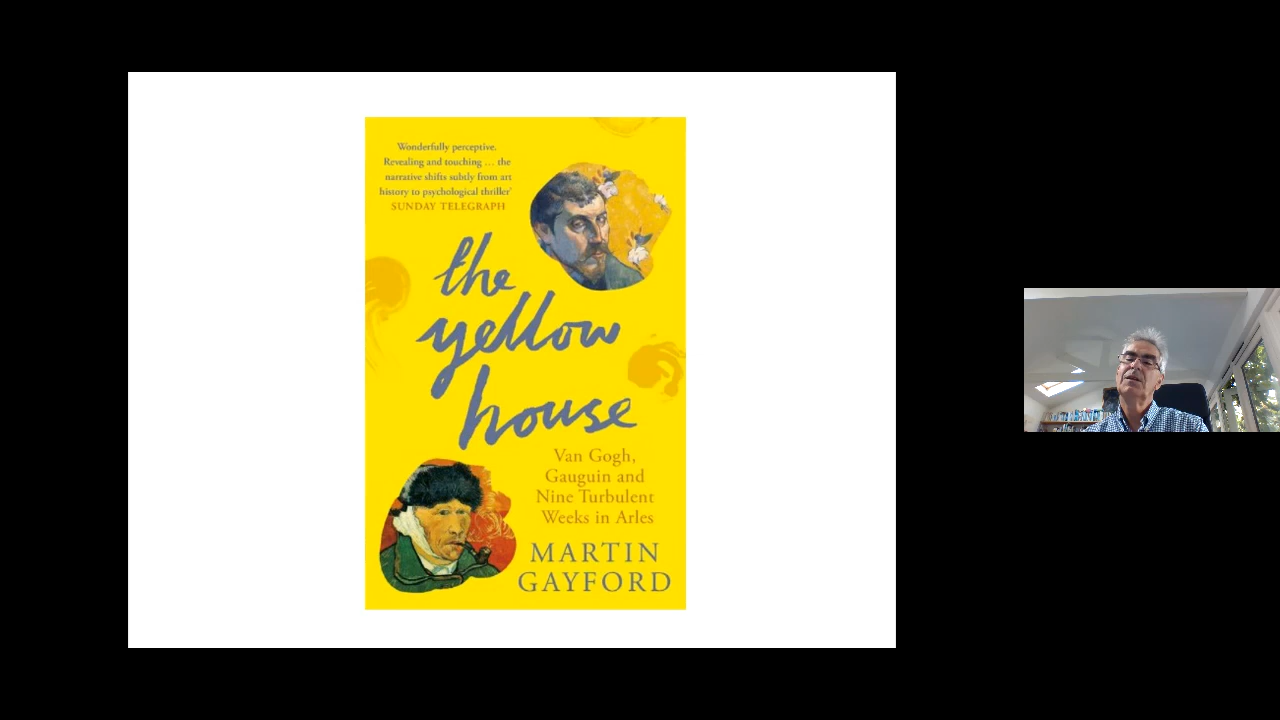 Wonderfully perceptive.
Revealing and touching … the
narrative shifts subtly from art
history to psychological thriller'
SUNDAY TELEGRAPH
the
yellow
house
Van Gogh,
Gauguin and
Nine Turbulent
Weeks in Arles
MARTIN
GAYFORD